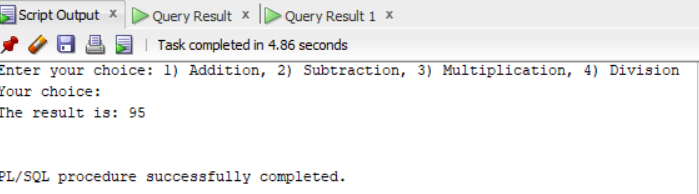 Script Output x Query Result x Query Result 1 x
Task completed in 4.86 seconds
Enter your choice: 1) Addition, 2) Subtraction, 3) Multiplication, 4) Division
Your choice:
The result is: 95
PL/SQL procedure successfully completed.